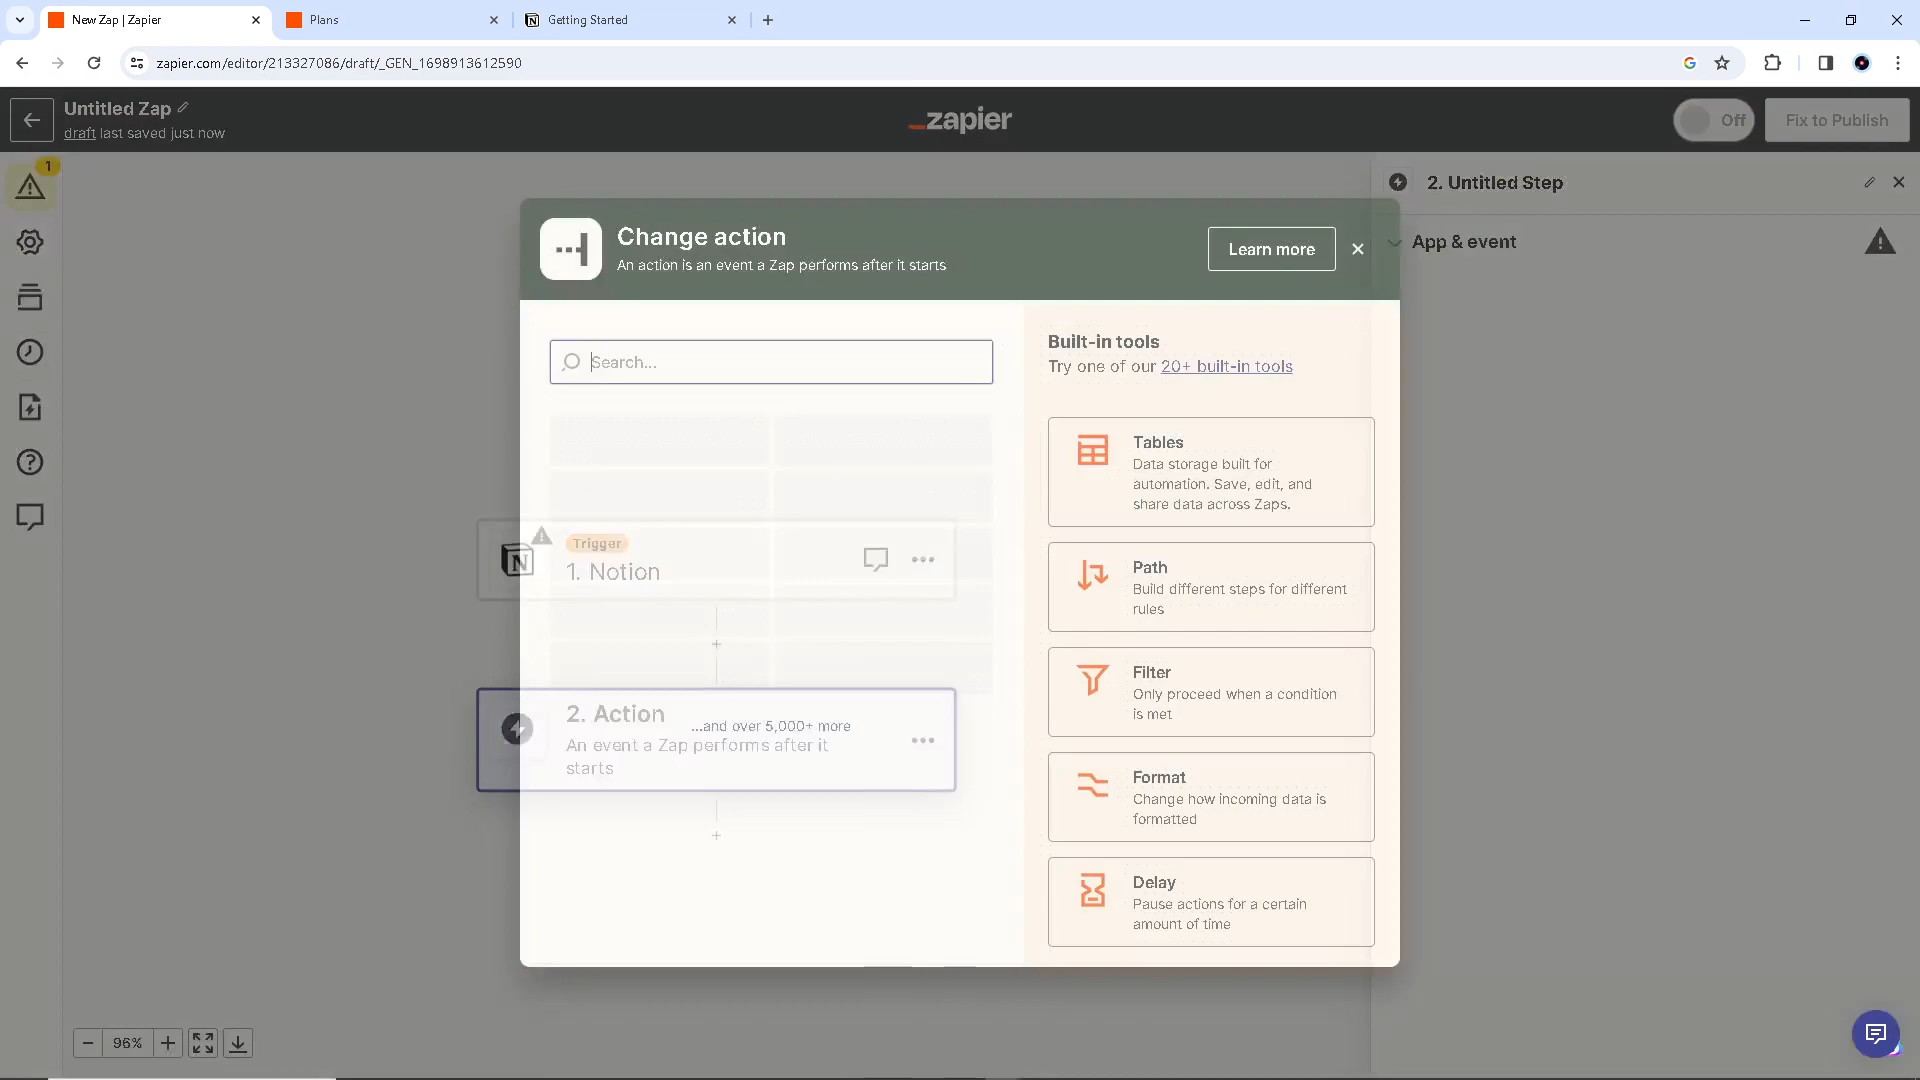 New Zap | Zapier
Plans
Getting Started
zapier.com/editor/213327086/draft/_GEN_1698913612590
Untitled Zap
draft last saved just now
_zapier
Off
Fix to Publish
1
2. Untitled Step
App & event
Change action
An action is an event a Zap performs after it starts
Learn more
Search...
Built-in tools
Try one of our 20+ built-in tools
Tables
Data storage built for
automation. Save, edit, and
share data across Zaps.
Path
Build different steps for different
rules
Filter
Only proceed when a condition
is met
Format
Change how incoming data is
formatted
Delay
Pause actions for a certain
amount of time
Trigger
1. Notion
2. Action
...and over 5,000+ more
An event a Zap performs after it
starts
96%